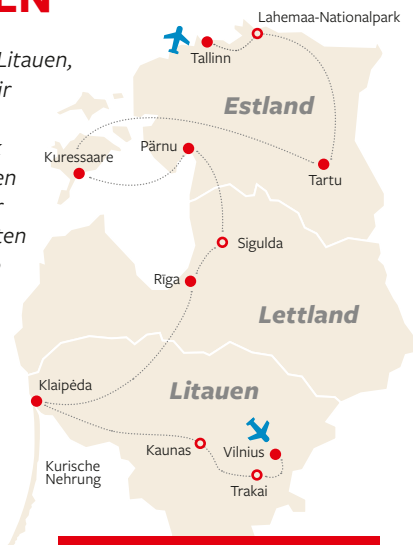 EN
Litauen,
ir
en
r
ten
Lahemaa-Nationalpark
Tallinn
Estland
Kuressaare
Pärnu
Tartu
Sigulda
Rīga
Lettland
Klaipėda
Litauen
Kaunas
Vilnius
Kurische
Nehrung
Trakai